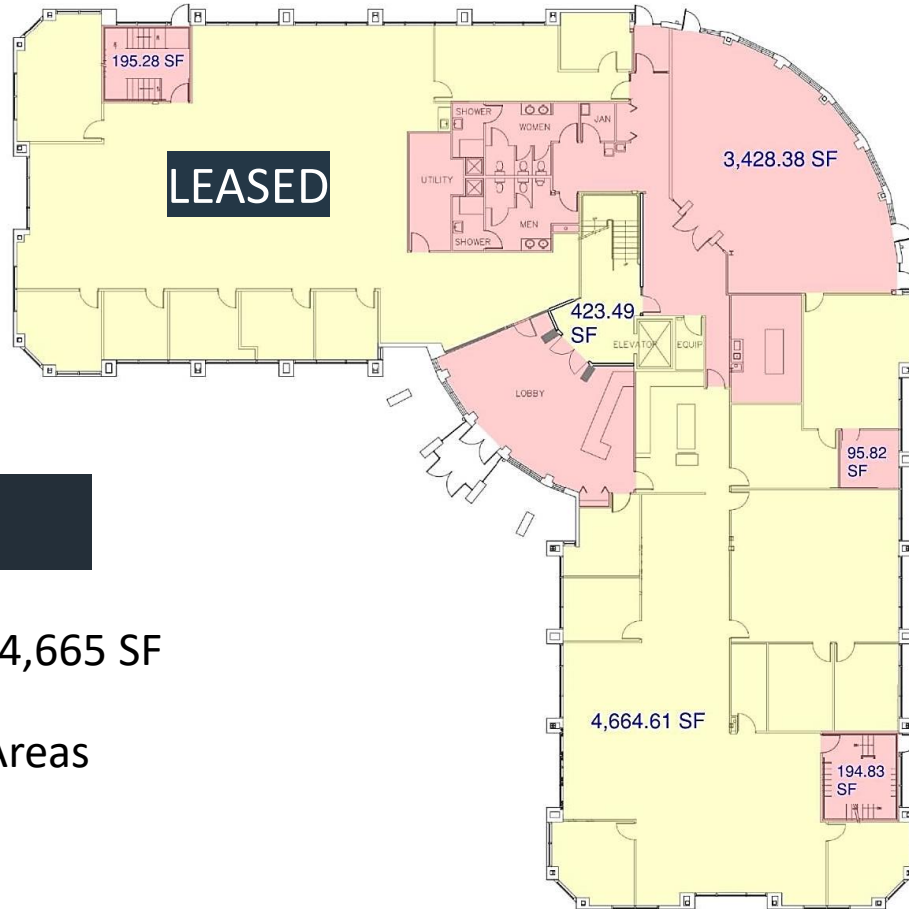 195.28 SF
SHOWER
WOMEN
JAN
3,428.38 SF
LEASED
UTILITY
MEN
SHOWER
423.49
SF
ELEVATOR
EQUIP
LOBBY
95.82
SF
4,665 SF
Areas
4,664.61 SF
194.83
SF